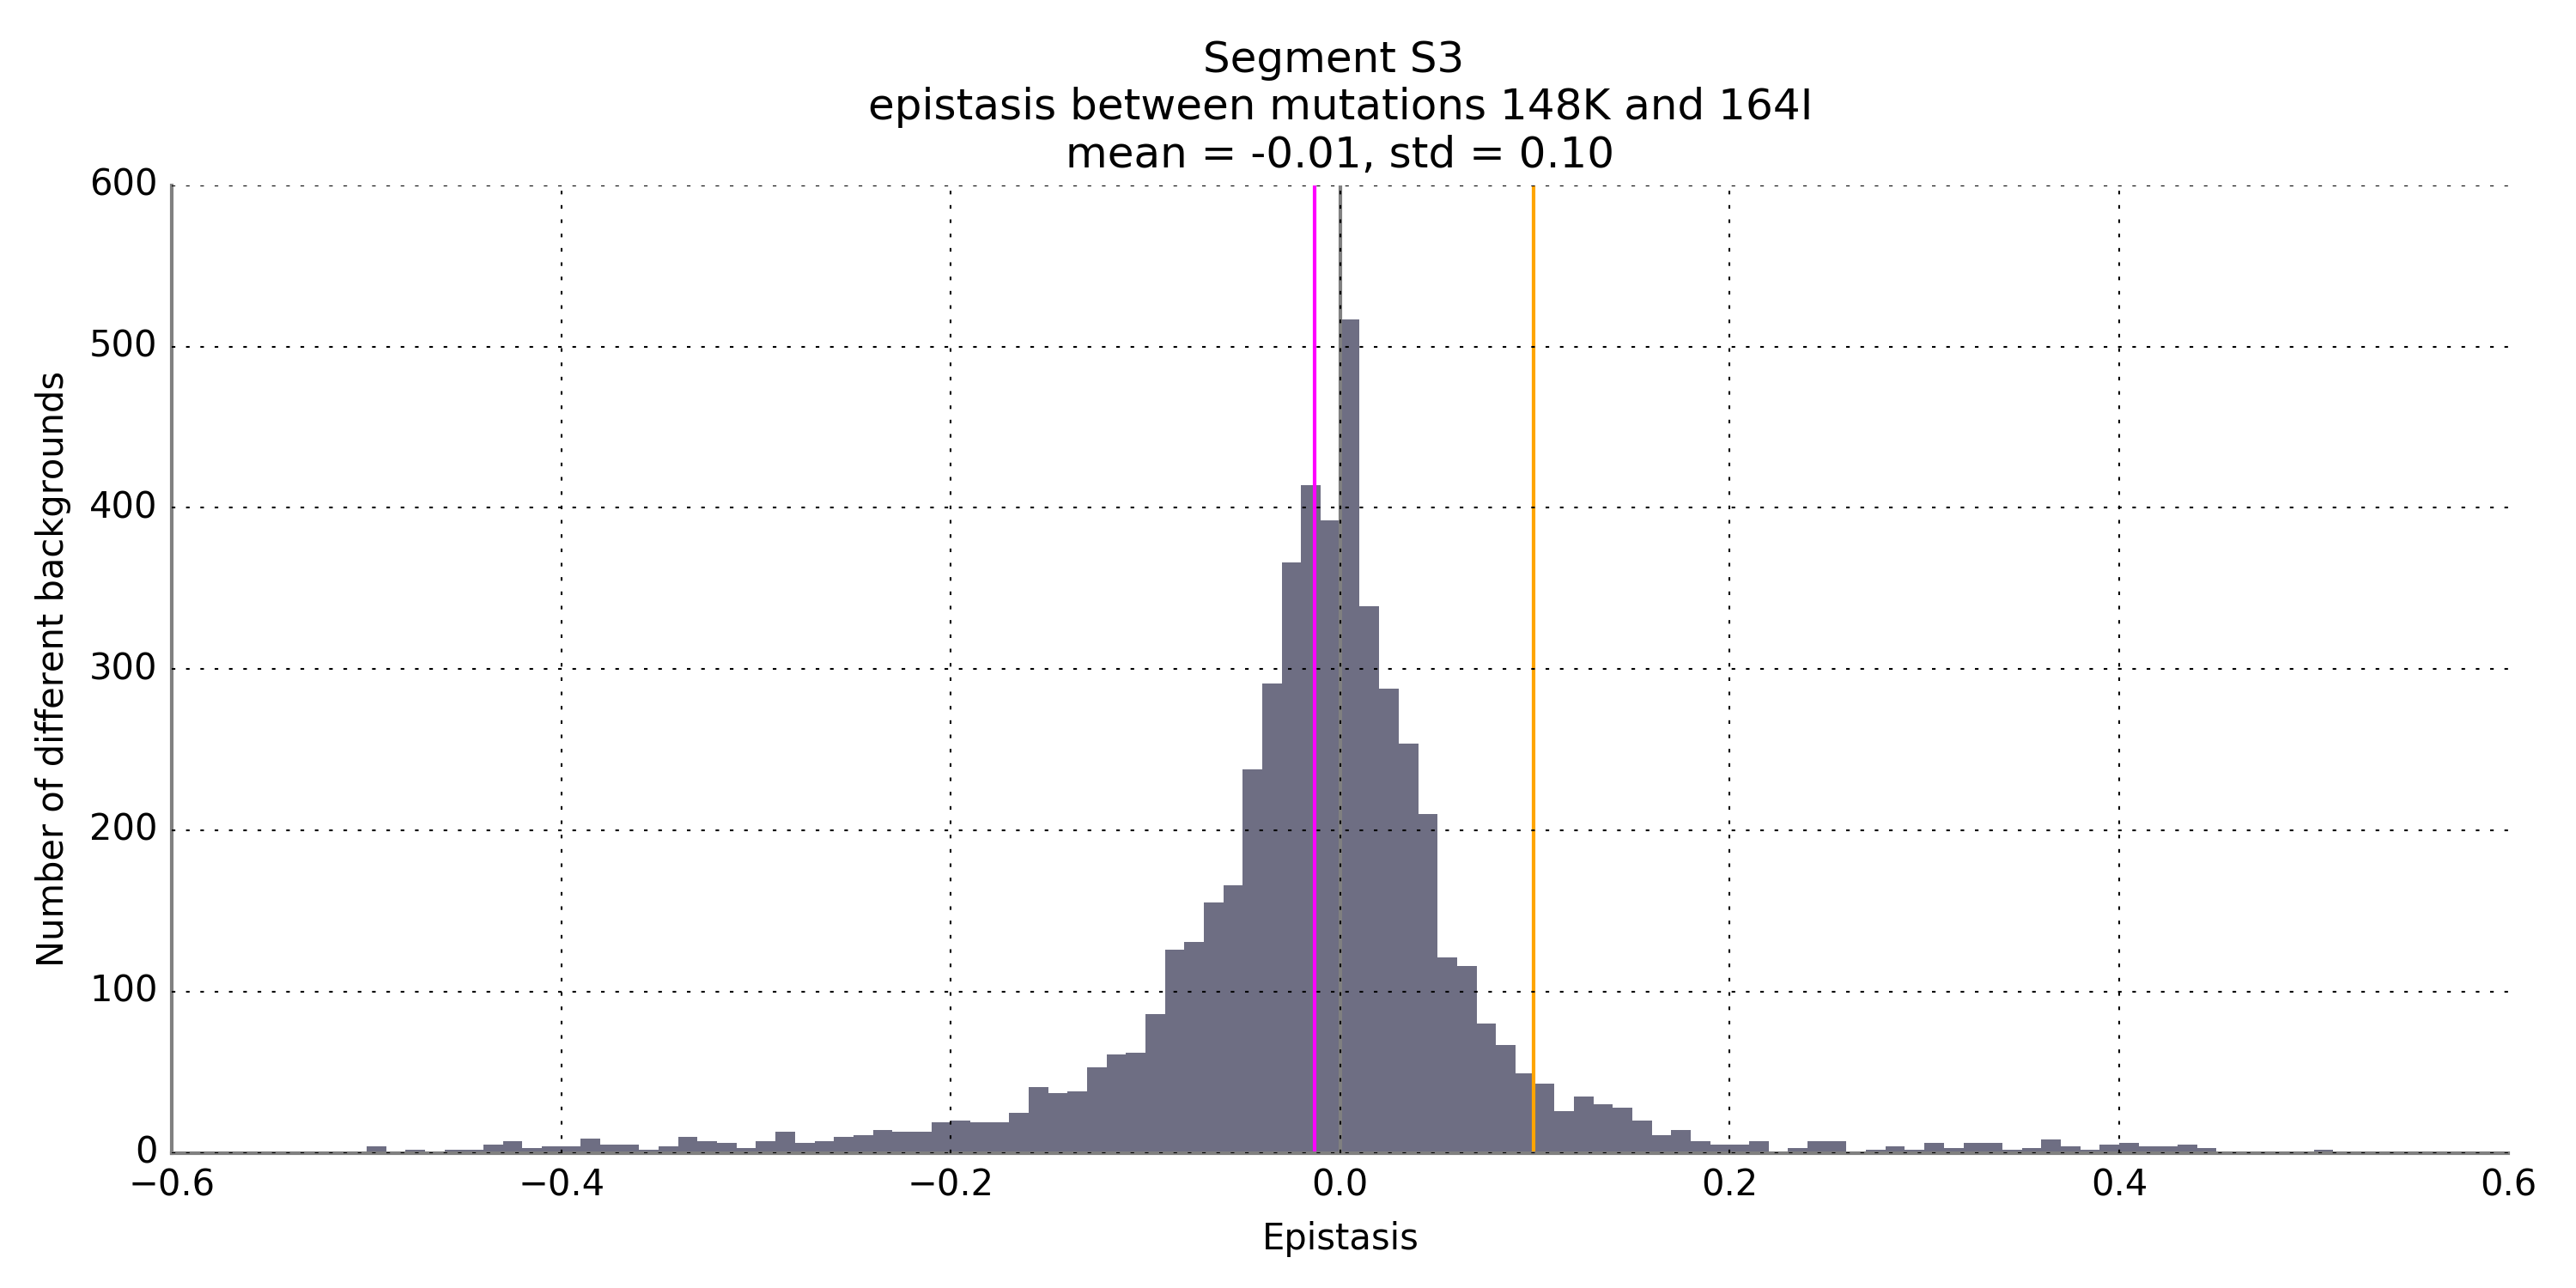 Segment S3
epistasis between mutations 148K and 164I
mean = -0.01, std = 0.10
600
500
400
300
200
100
0
Number of different backgrounds
−0.6
−0.4
−0.2
0.0
0.2
0.4
0.6
Epistasis